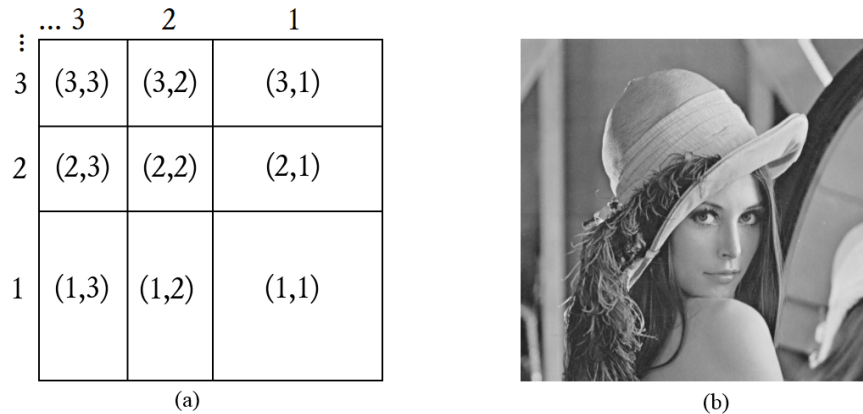 ... 3 2 1
⋮
3 (3,3) (3,2) (3,1)
2 (2,3) (2,2) (2,1)
1 (1,3) (1,2) (1,1)
(a) (b)